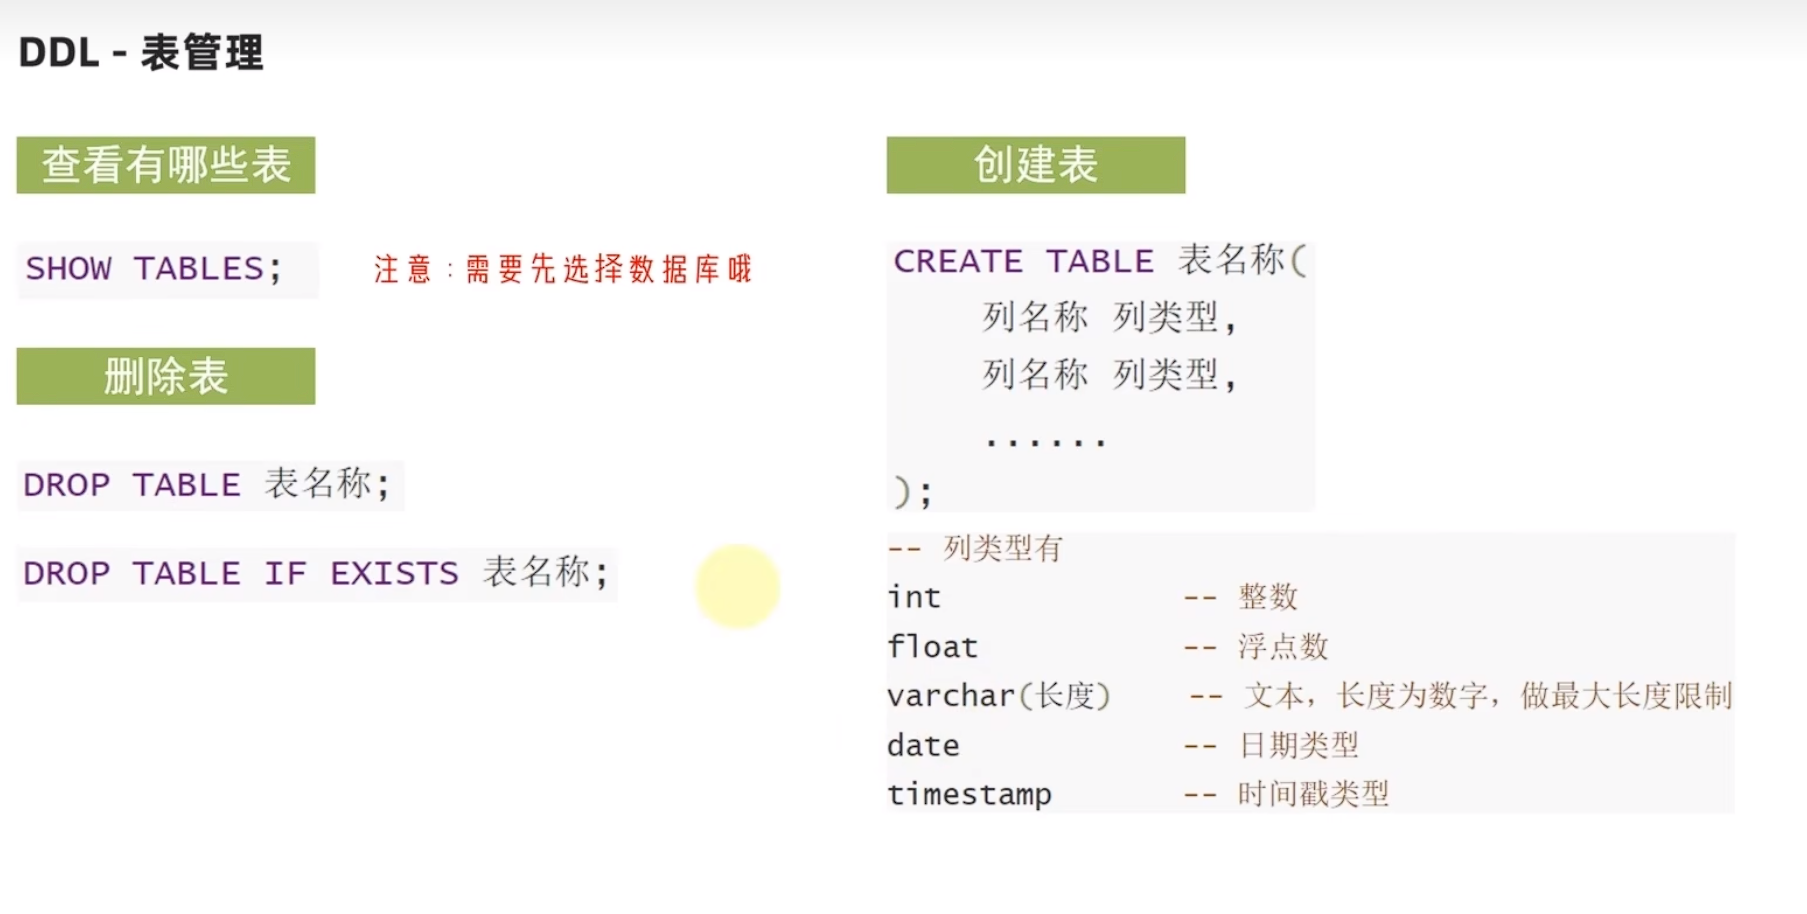 DDL - 表管理
查看有哪些表
SHOW TABLES;
注意：需要先选择数据库哦
删除表
DROP TABLE 表名称;
DROP TABLE IF EXISTS 表名称;
创建表
CREATE TABLE 表名称(
列名称 列类型,
列名称 列类型,
......
);
-- 列类型有
int -- 整数
float -- 浮点数
varchar(长度) -- 文本，长度为数字，做最大长度限制
date -- 日期类型
timestamp -- 时间戳类型